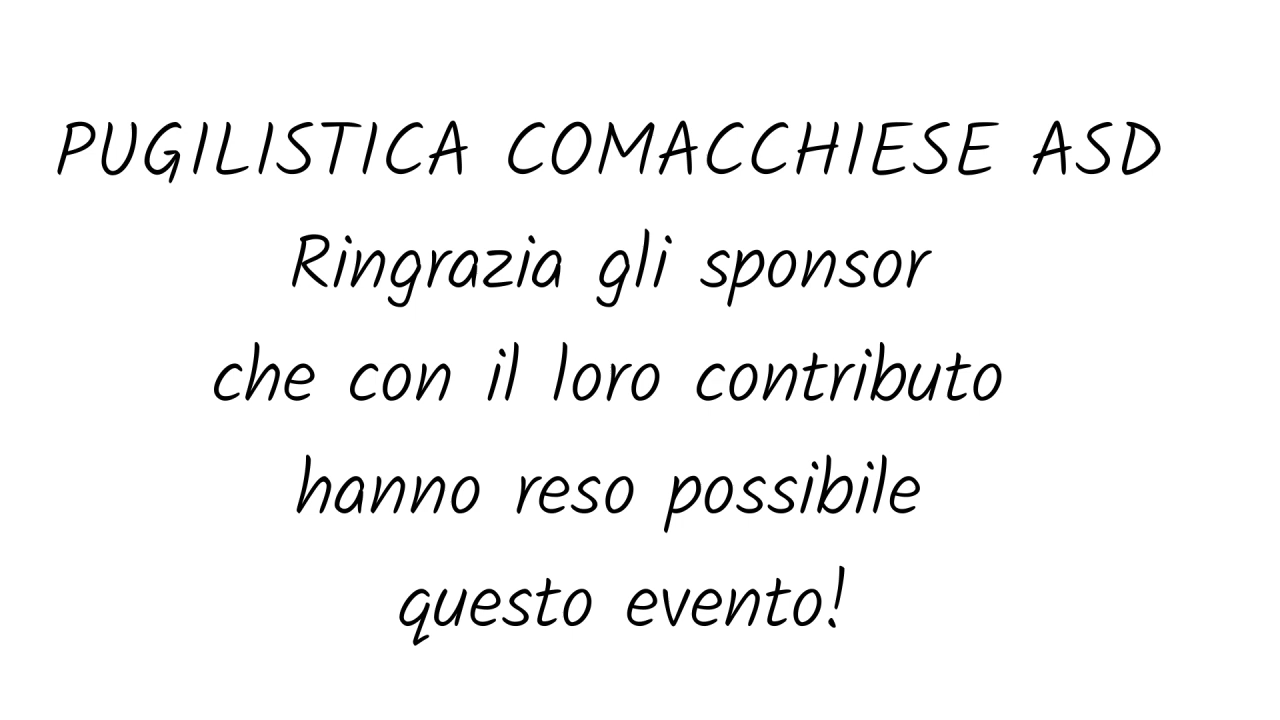 PUGILISTICA COMACCHIESE ASD
Ringrazia gli sponsor
che con il loro contributo
hanno reso possibile
questo evento!